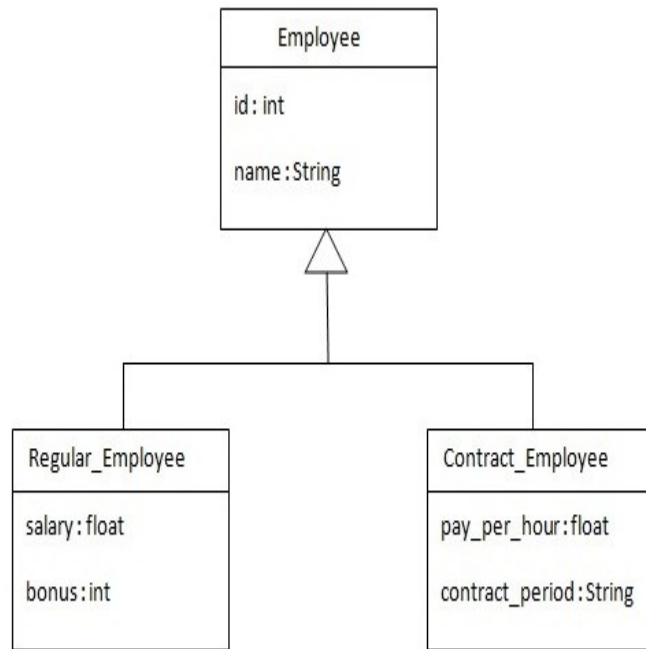 Employee
id: int
name: String
Regular_Employee
salary: float
bonus: int
Contract_Employee
pay_per_hour: float
contract_period: String